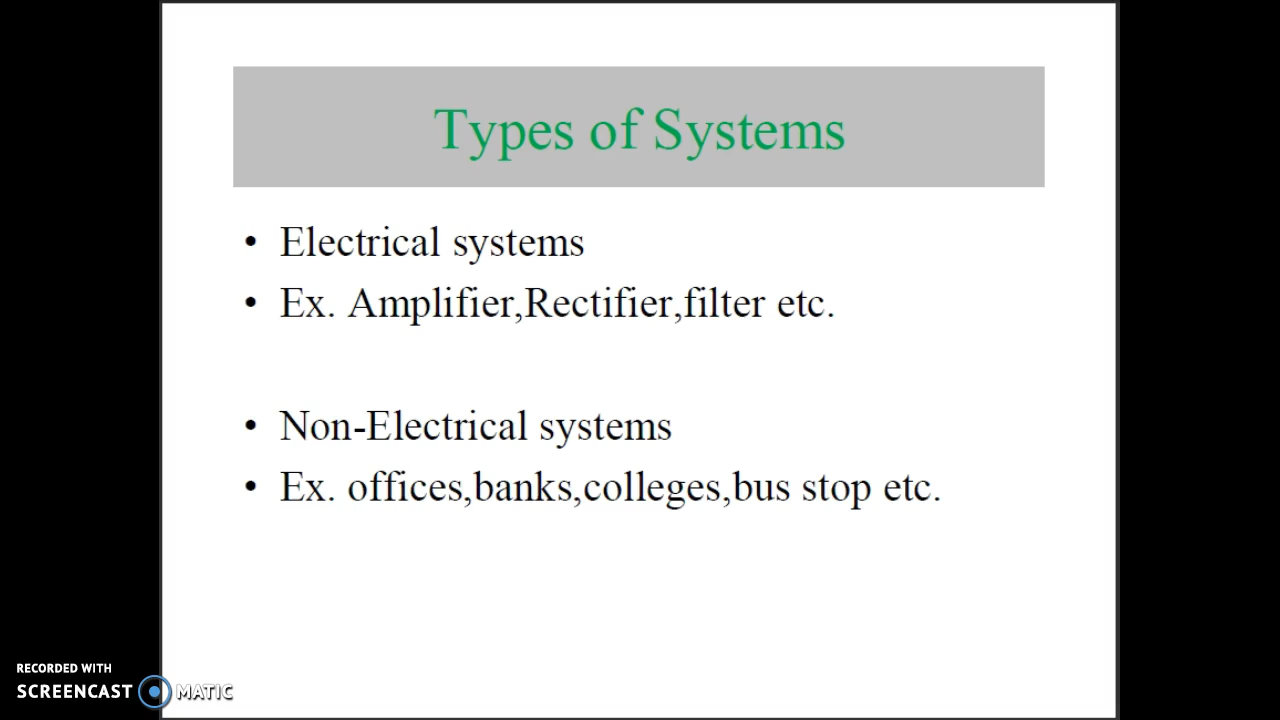 Types of Systems
• Electrical systems
• Ex. Amplifier,Rectifier,filter etc.
• Non-Electrical systems
• Ex. offices,banks,colleges,bus stop etc.
RECORDED WITH
SCREENCAST MATIC